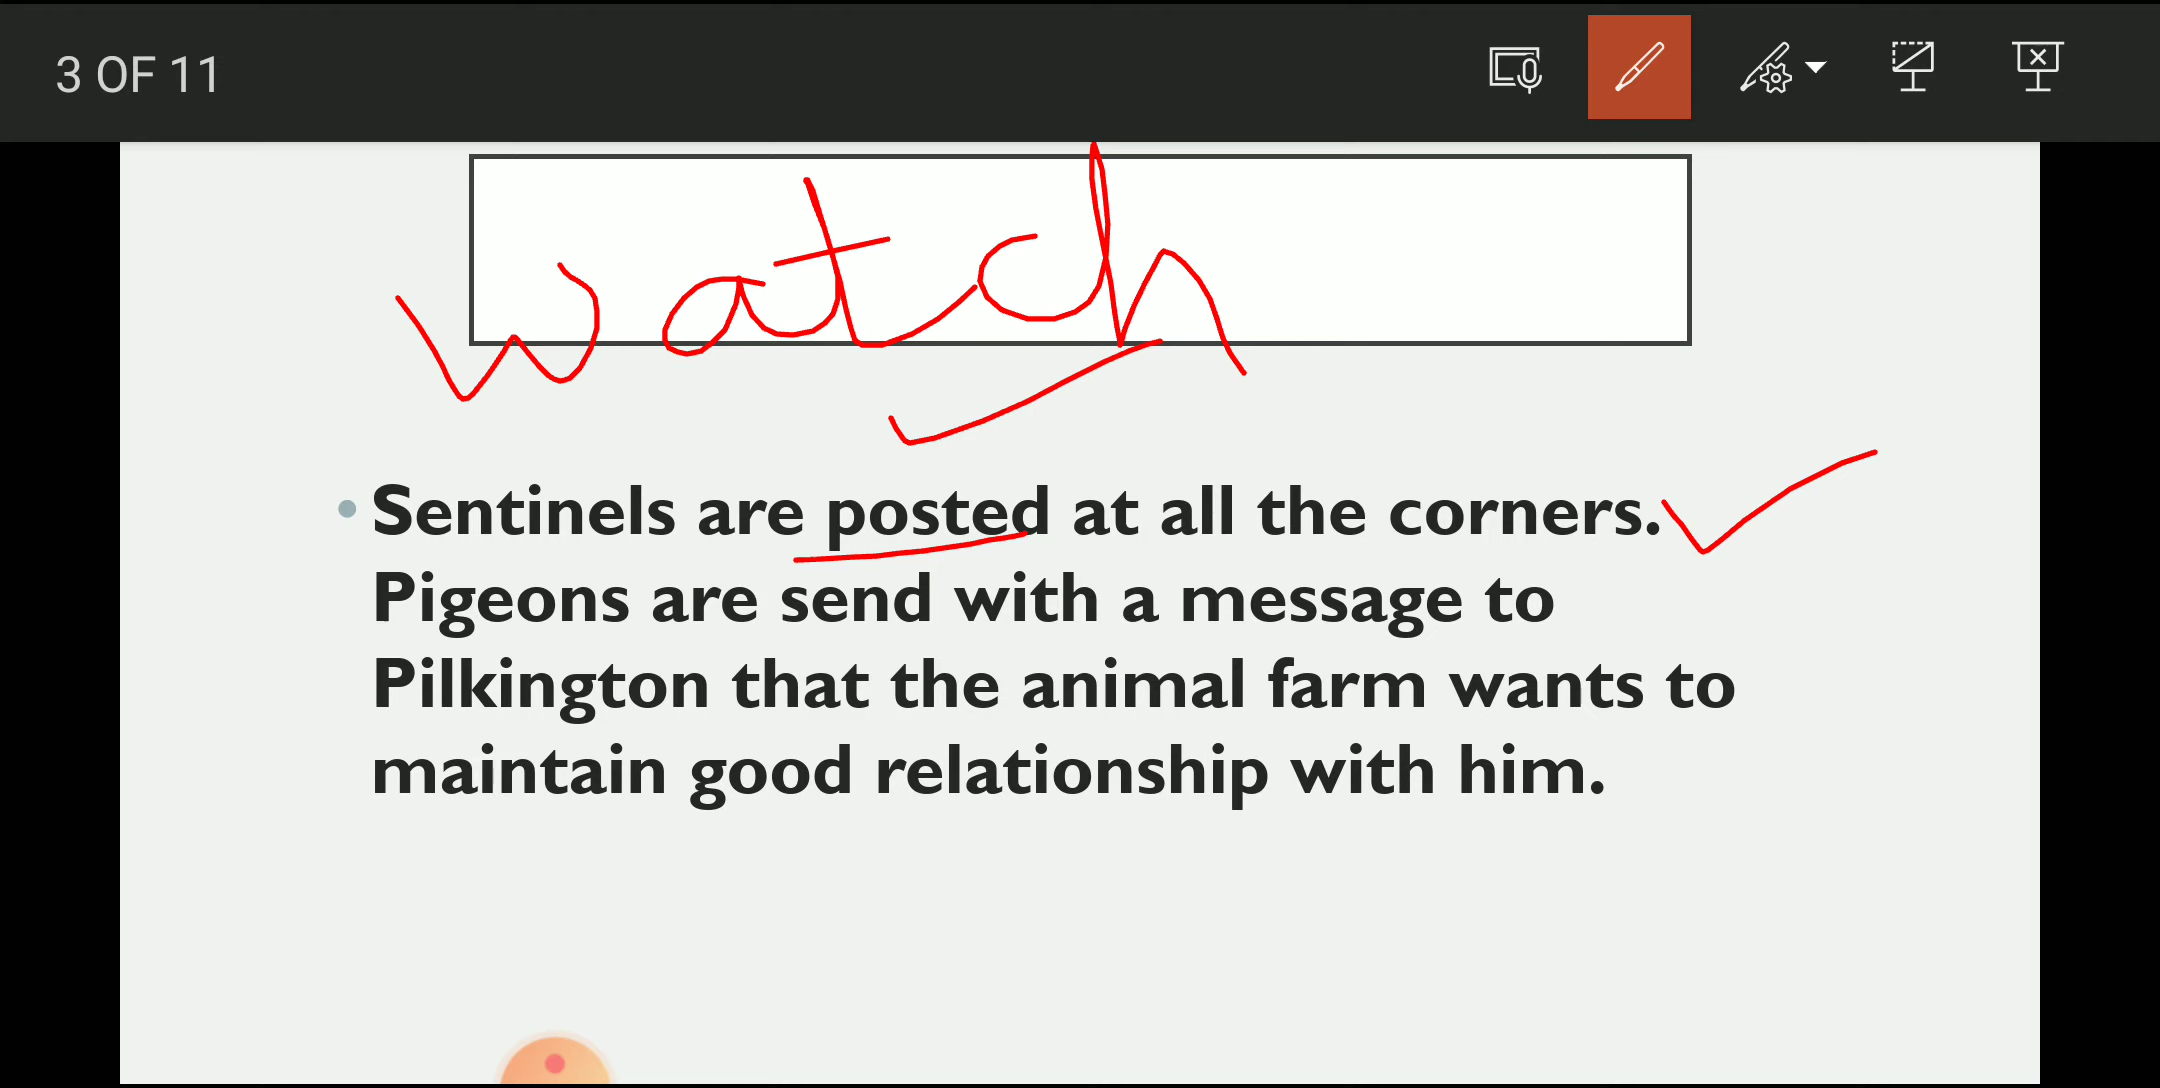 3 OF 11
watch
• Sentinels are posted at all the corners.
Pigeons are send with a message to
Pilkington that the animal farm wants to
maintain good relationship with him.